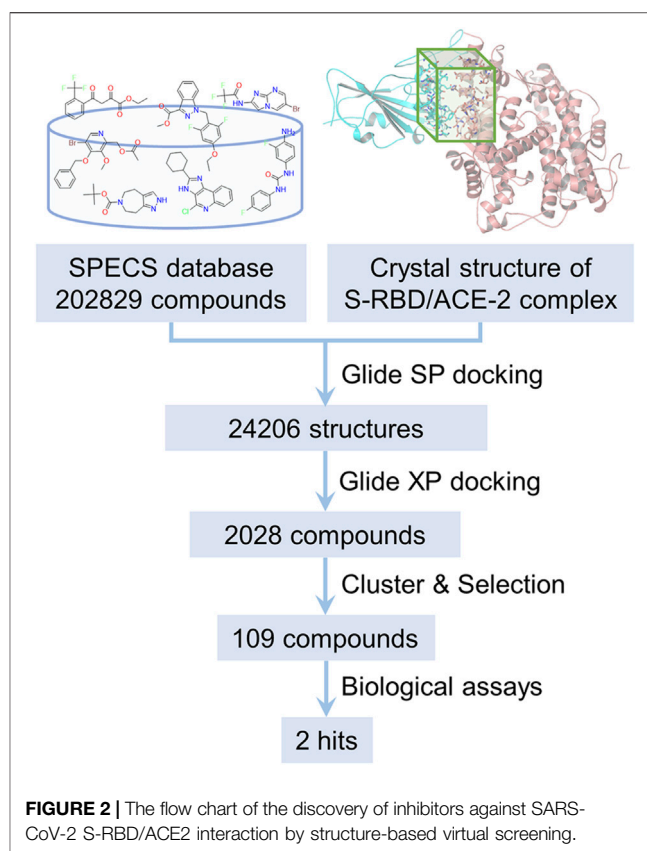 SPECS database
202829 compounds
Crystal structure of
S-RBD/ACE-2 complex
Glide SP docking
24206 structures
Glide XP docking
2028 compounds
Cluster & Selection
109 compounds
Biological assays
2 hits
FIGURE 2 | The flow chart of the discovery of inhibitors against SARS-
CoV-2 S-RBD/ACE2 interaction by structure-based virtual screening.